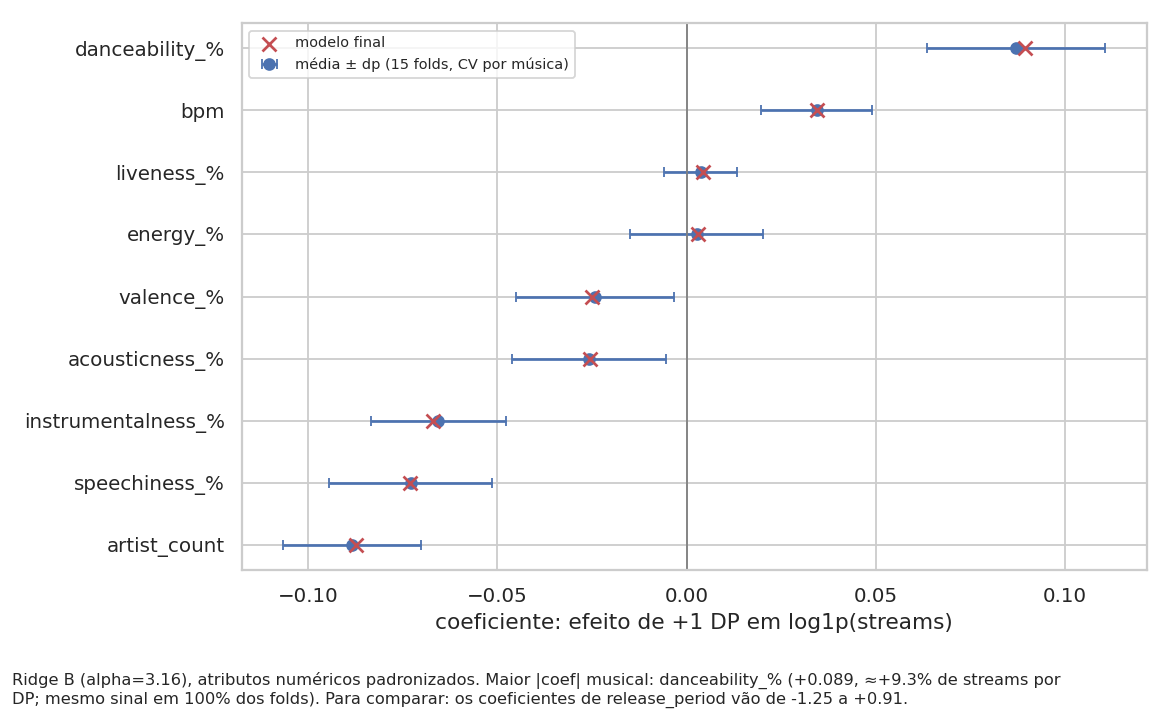 modelo final
média ± dp (15 folds, CV por música)
danceability_%
bpm
liveness_%
energy_%
valence_%
acousticness_%
instrumentalness_%
speechiness_%
artist_count
−0.10 −0.05 0.00 0.05 0.10
coeficiente: efeito de +1 DP em log1p(streams)
Ridge B (alpha=3.16), atributos numéricos padronizados. Maior |coef| musical: danceability_% (+0.089, ≈+9.3% de streams por
DP; mesmo sinal em 100% dos folds). Para comparar: os coeficientes de release_period vão de -1.25 a +0.91.